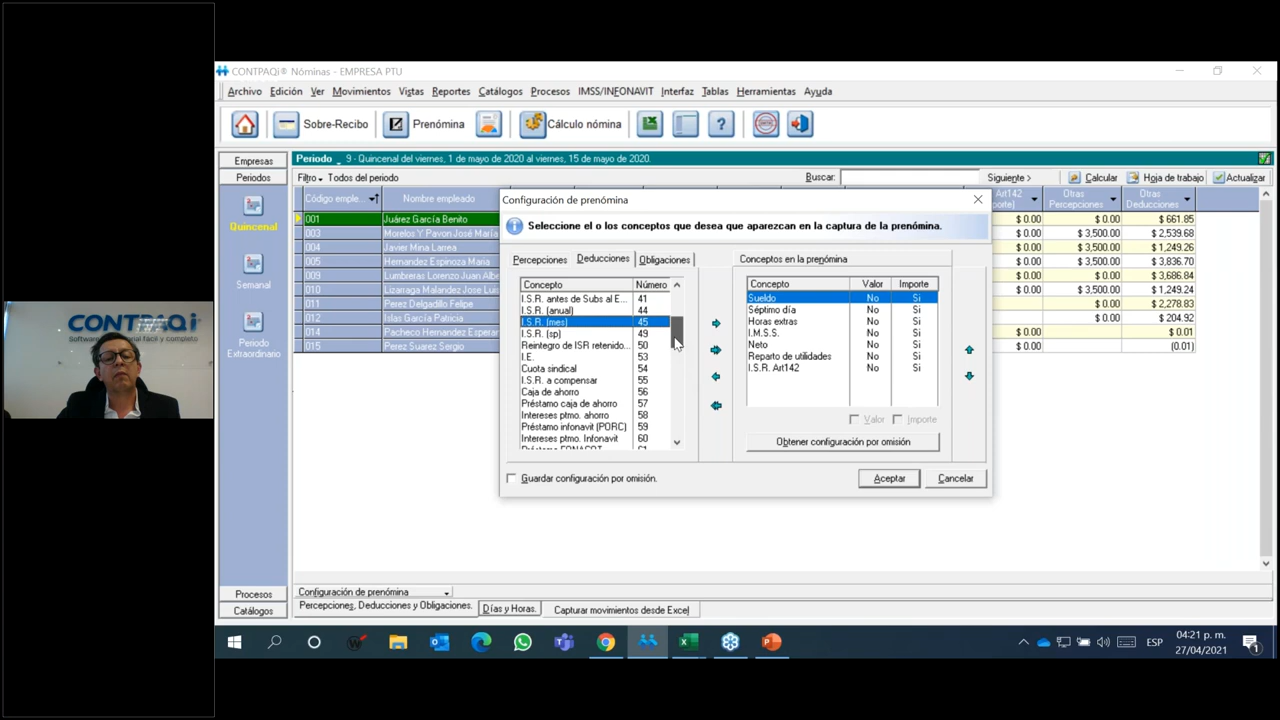 CONTPAQi
CONTPAQi® Nóminas - EMPRESA PTU
Archivo Edición Ver Movimientos Vistas Reportes Catálogos Procesos IMSS/INFONAVIT Interfaz Tablas Herramientas Ayuda
Sobre-Recibo Prenómina Cálculo nómina
Empresas
Periodos
Quincenal
Semanal
Periodo
Extraordinario
Procesos
Catálogos
Periodo 9 - Quincenal del viernes, 1 de mayo de 2020 al viernes, 15 de mayo de 2020.
Filtro Todos del periodo Buscar: Siguiente > Calcular Hoja de trabajo Actualizar
Código emple... Nombre empleado Art142 Otras Percepciones Otras Deducciones
001 Juárez García Benito $ 0.00 $ 0.00 $ 661.85
003 Morelos Y Pavon José María $ 0.00 $ 3,500.00 $ 2,539.68
004 Javier Mina Larrea $ 0.00 $ 3,500.00 $ 1,249.26
005 Hernandez Espinoza Maria $ 0.00 $ 3,500.00 $ 3,836.70
009 Lumbreras Lorenzo Juan Albe $ 0.00 $ 3,500.00 $ 3,686.84
010 Lizarraga Malandez Jose Luis $ 0.00 $ 3,500.00 $ 1,249.24
011 Perez Delgadillo Felipe $ 0.00 $ 2,278.83
012 Islas García Patricia $ 0.00 $ 204.92
014 Pacheco Hernandez Esperan $ 0.00 $ 0.00 $ 0.01
015 Perez Suarez Sergio $ 0.00 $ 0.00 (0.01)
Configuración de prenómina
Seleccione el o los conceptos que desea que aparezcan en la captura de la prenómina.
Percepciones Deducciones Obligaciones
Concepto Número
I.S.R. antes de Subs al E... 41
I.S.R. (anual) 44
I.S.R. (mes) 45
I.S.R. (sp) 49
Reintegro de ISR retenido... 50
I.E. 53
Cuota sindical 54
I.S.R. a compensar 55
Caja de ahorro 56
Préstamo caja de ahorro 57
Intereses ptmo. ahorro 58
Préstamo infonavit (PORC) 59
Intereses ptmo. Infonavit 60
Préstamo FONACOT 61
Conceptos en la prenómina
Concepto Valor Importe
Sueldo No Si
Séptimo día No Si
Horas extras No Si
I.M.S.S. No Si
Neto No Si
Reparto de utilidades No Si
I.S.R. Art142 No Si
Valor Importe
Obtener configuración por omisión
Guardar configuración por omisión.
Aceptar Cancelar
Configuración de prenómina
Percepciones, Deducciones y Obligaciones. Días y Horas. Capturar movimientos desde Excel
ESP
04:21 p. m.
27/04/2021
1